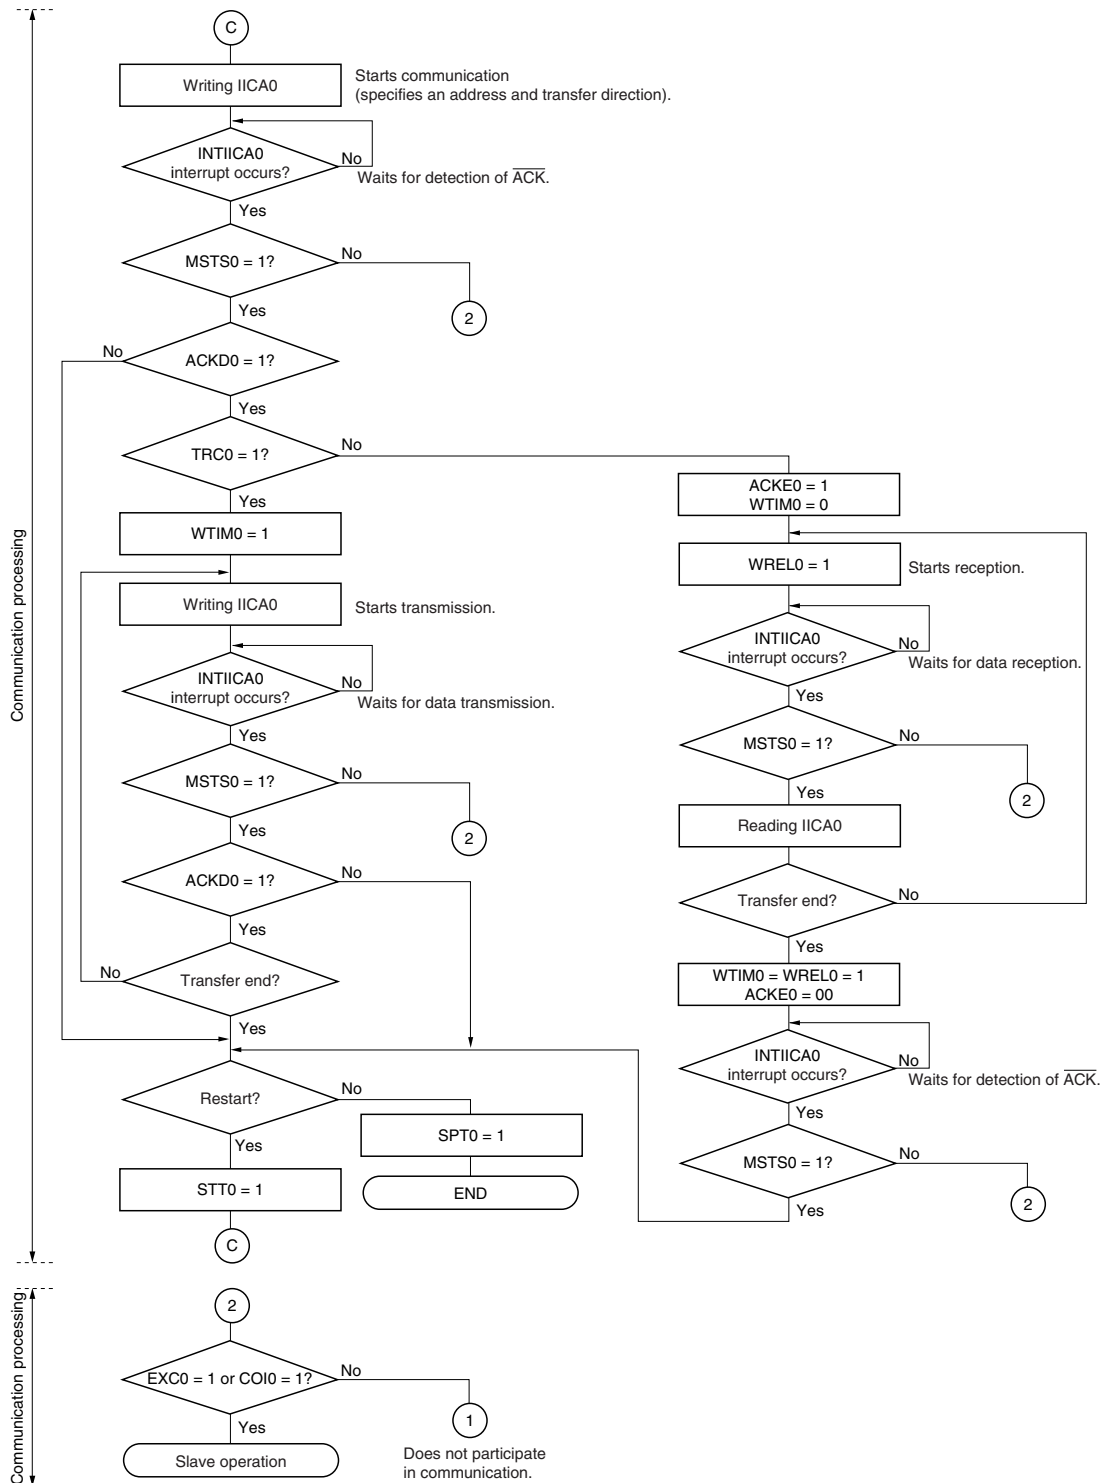 C
Writing IICA0
Starts communication
(specifies an address and transfer direction).
INTIICA0
interrupt occurs?
No
Waits for detection of ACK.
Yes
MSTS0 = 1?
No
2
Yes
No
ACKD0 = 1?
Yes
TRC0 = 1?
No
Yes
WTIM0 = 1
Writing IICA0
Starts transmission.
INTIICA0
interrupt occurs?
No
Waits for data transmission.
Yes
MSTS0 = 1?
No
2
Yes
ACKD0 = 1?
No
Yes
No
Transfer end?
Yes
Restart?
No
Yes
SPT0 = 1
END
STT0 = 1
C
ACKE0 = 1
WTIM0 = 0
WREL0 = 1
Starts reception.
INTIICA0
interrupt occurs?
No
Waits for data reception.
Yes
MSTS0 = 1?
No
2
Yes
Reading IICA0
Transfer end?
No
Yes
WTIM0 = WREL0 = 1
ACKE0 = 00
INTIICA0
interrupt occurs?
No
Waits for detection of ACK.
Yes
MSTS0 = 1?
No
2
Yes
Communication processing
2
EXC0 = 1 or COI0 = 1?
No
1
Does not participate
in communication.
Yes
Slave operation
Communication processing